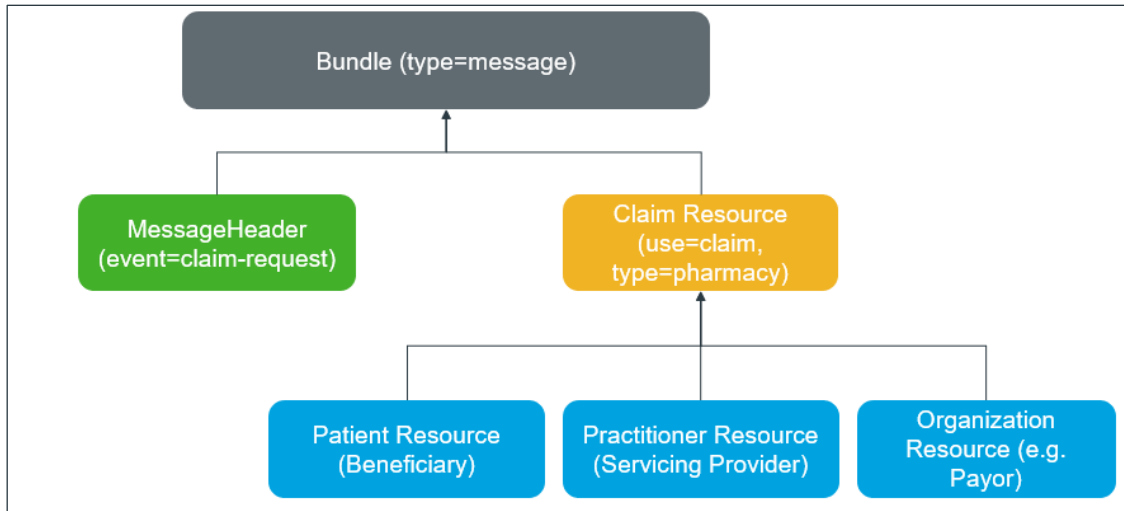 Bundle (type=message)
MessageHeader
(event=claim-request)
Claim Resource
(use=claim,
type=pharmacy)
Patient Resource
(Beneficiary)
Practitioner Resource
(Servicing Provider)
Organization
Resource (e.g.
Payor)